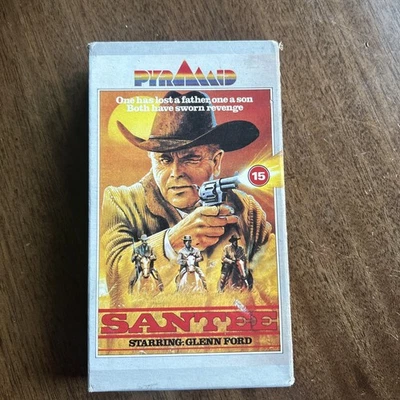 PYRAMID
One has lost a father, one a son
Both have sworn revenge
15
SANTEE
STARRING: GLENN FORD